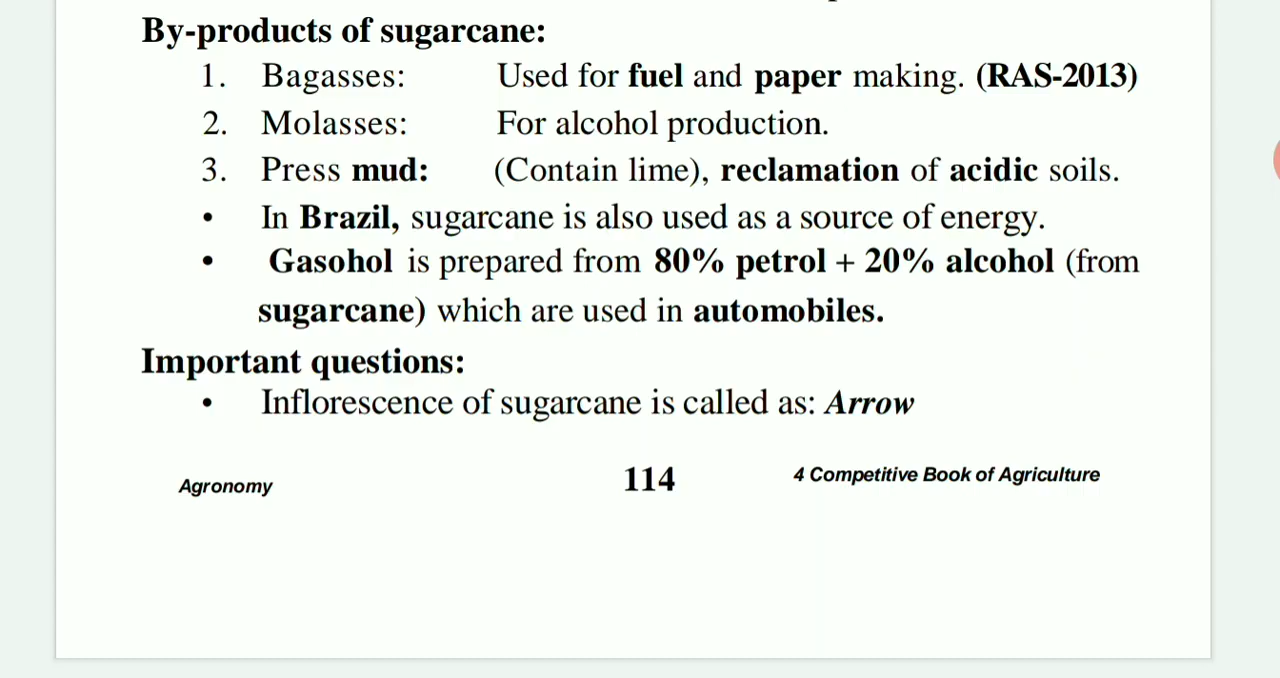 By-products of sugarcane:
1. Bagasses: Used for fuel and paper making. (RAS-2013)
2. Molasses: For alcohol production.
3. Press mud: (Contain lime), reclamation of acidic soils.
• In Brazil, sugarcane is also used as a source of energy.
• Gasohol is prepared from 80% petrol + 20% alcohol (from
sugarcane) which are used in automobiles.
Important questions:
• Inflorescence of sugarcane is called as: Arrow
Agronomy 114 4 Competitive Book of Agriculture